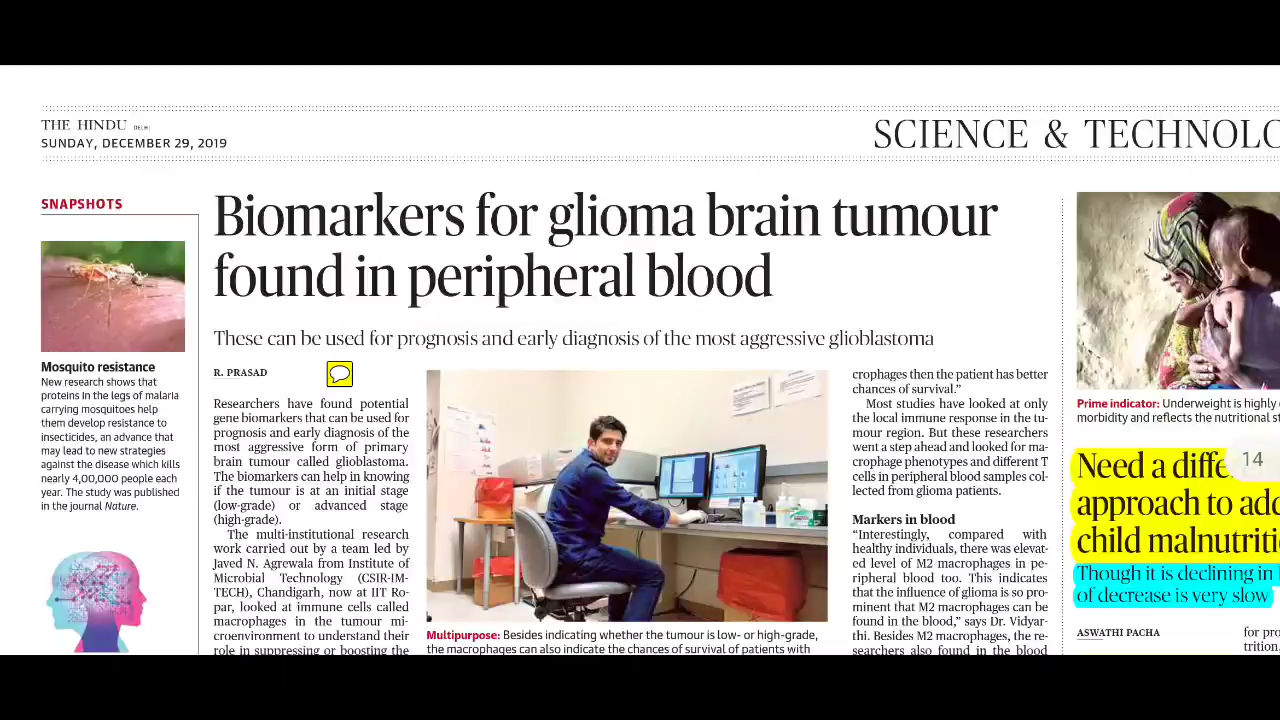 THE HINDU DELHI
SUNDAY, DECEMBER 29, 2019
SCIENCE &
SNAPSHOTS
Mosquito resistance
New research shows that
proteins in the legs of malaria
carrying mosquitoes help
them develop resistance to
insecticides, an advance that
may lead to new strategies
against the disease which kills
nearly 4,00,000 people each
year. The study was published
in the journal Nature.
Biomarkers for glioma brain tumour
found in peripheral blood
These can be used for prognosis and early diagnosis of the most aggressive glioblastoma
R. PRASAD
Researchers have found potential
gene biomarkers that can be used for
prognosis and early diagnosis of the
most aggressive form of primary
brain tumour called glioblastoma.
The biomarkers can help in knowing
if the tumour is at an initial stage
(low-grade) or advanced stage
(high-grade).
The multi-institutional research
work carried out by a team led by
Javed N. Agrewala from Institute of
Microbial Technology (CSIR-IM-
TECH), Chandigarh, now at IIT Ro-
par, looked at immune cells called
macrophages in the tumour mi-
croenvironment to understand their
role in suppressing or boosting the
Multipurpose: Besides indicating whether the tumour is low- or high-grade,
the macrophages can also indicate the chances of survival of patients with
crophages then the patient has better
chances of survival.”
Most studies have looked at only
the local immune response in the tu-
mour region. But these researchers
went a step ahead and looked for ma-
crophage phenotypes and different T
cells in peripheral blood samples col-
lected from glioma patients.
Markers in blood
“Interestingly, compared with
healthy individuals, there was elevat-
ed level of M2 macrophages in pe-
ripheral blood too. This indicates
that the influence of glioma is so pro-
minent that M2 macrophages can be
found in the blood,” says Dr. Vidyar-
thi. Besides M2 macrophages, the re-
searchers also found in the blood
Prime indicator: Underweight is highly
morbidity and reflects the nutritional
14
Need a
approach to
child
Though it is declining in
of decrease is very slow
ASWATHI PACHA
for
trition.